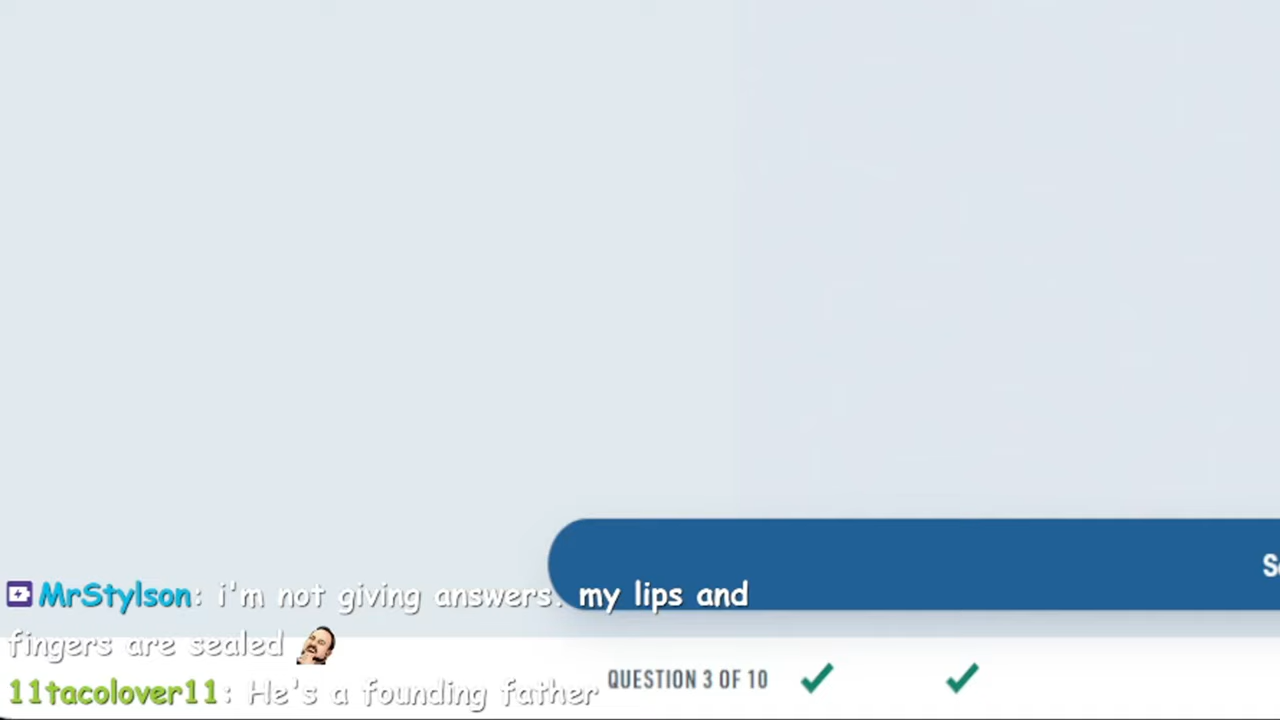 MrStylson: i'm not giving answers. my lips and
fingers are sealed
11tacolover11: He's a founding father
QUESTION 3 OF 10